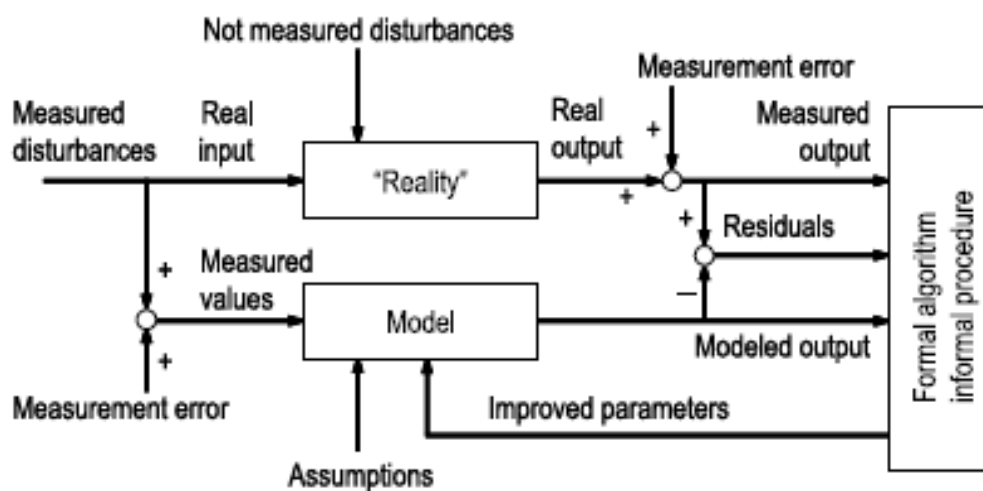 Not measured disturbances
Measurement error
Measured
disturbances
Real
input
"Reality"
Real
output
+
+
Measured
output
+
Residuals
+
Measured
values
Model
–
Modeled output
+
Measurement error
Improved parameters
Assumptions
Formal algorithm
informal procedure